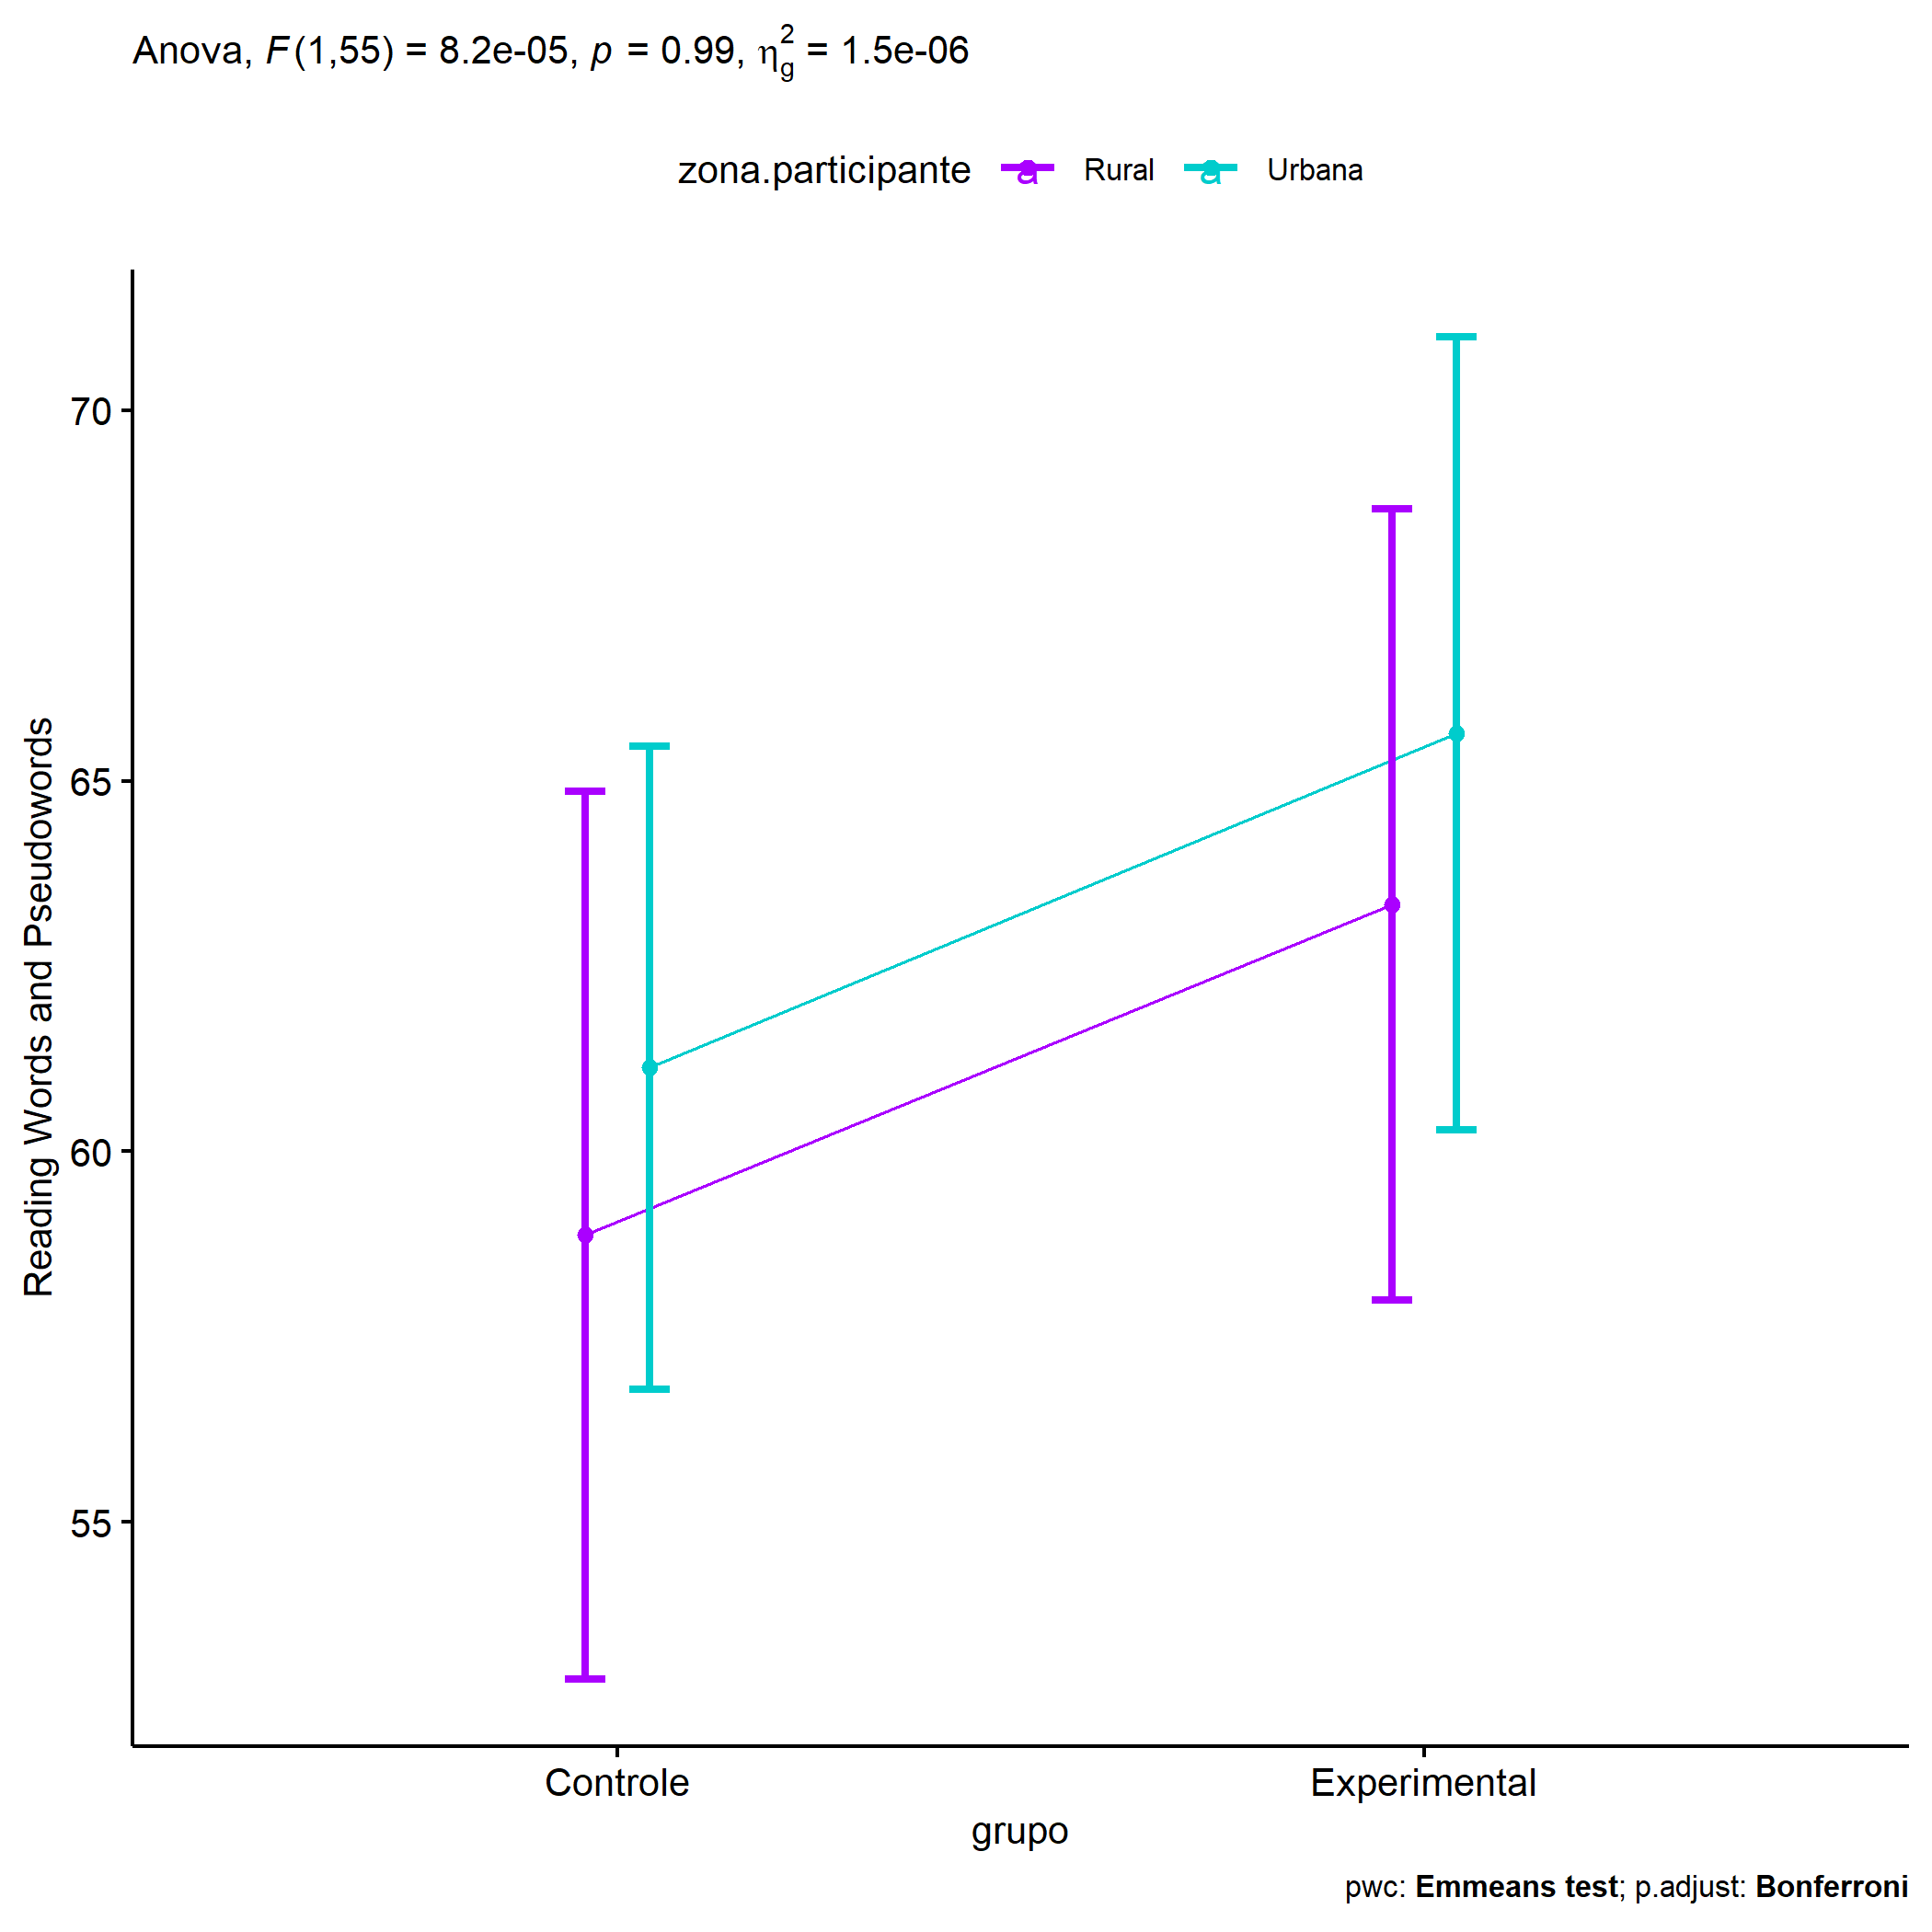 Anova, F(1,55) = 8.2e-05, p = 0.99, η²g = 1.5e-06
zona.participante a Rural a Urbana
70
65
60
55
Reading Words and Pseudowords
Controle Experimental
grupo
pwc: Emmeans test; p.adjust: Bonferroni